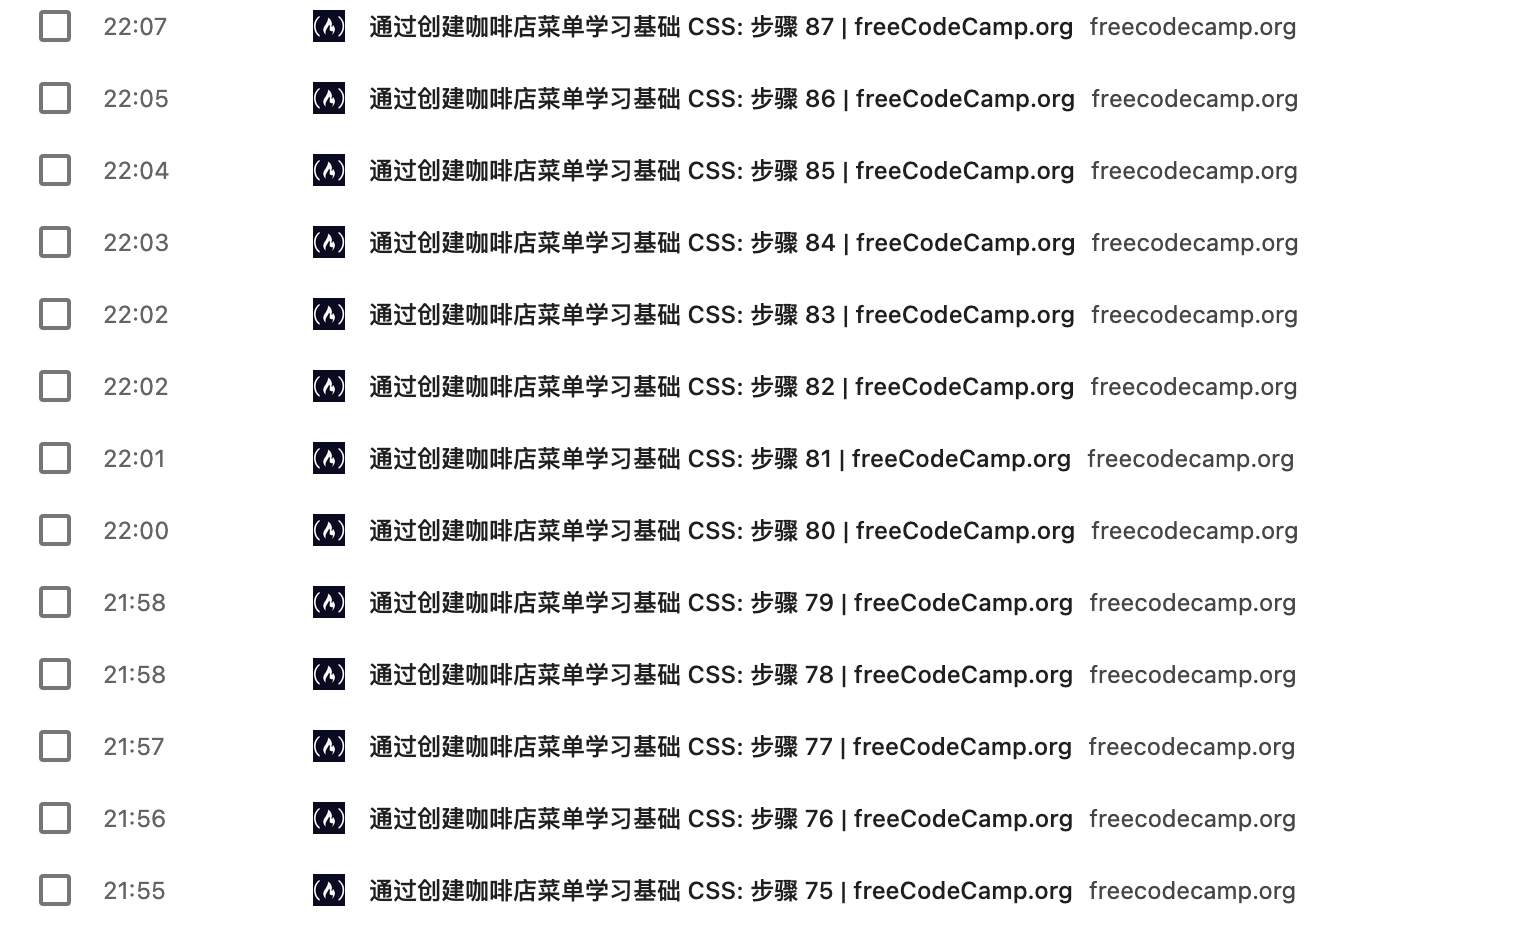 22:07 通过创建咖啡店菜单学习基础 CSS: 步骤 87 | freeCodeCamp.org freecodecamp.org
22:05 通过创建咖啡店菜单学习基础 CSS: 步骤 86 | freeCodeCamp.org freecodecamp.org
22:04 通过创建咖啡店菜单学习基础 CSS: 步骤 85 | freeCodeCamp.org freecodecamp.org
22:03 通过创建咖啡店菜单学习基础 CSS: 步骤 84 | freeCodeCamp.org freecodecamp.org
22:02 通过创建咖啡店菜单学习基础 CSS: 步骤 83 | freeCodeCamp.org freecodecamp.org
22:02 通过创建咖啡店菜单学习基础 CSS: 步骤 82 | freeCodeCamp.org freecodecamp.org
22:01 通过创建咖啡店菜单学习基础 CSS: 步骤 81 | freeCodeCamp.org freecodecamp.org
22:00 通过创建咖啡店菜单学习基础 CSS: 步骤 80 | freeCodeCamp.org freecodecamp.org
21:58 通过创建咖啡店菜单学习基础 CSS: 步骤 79 | freeCodeCamp.org freecodecamp.org
21:58 通过创建咖啡店菜单学习基础 CSS: 步骤 78 | freeCodeCamp.org freecodecamp.org
21:57 通过创建咖啡店菜单学习基础 CSS: 步骤 77 | freeCodeCamp.org freecodecamp.org
21:56 通过创建咖啡店菜单学习基础 CSS: 步骤 76 | freeCodeCamp.org freecodecamp.org
21:55 通过创建咖啡店菜单学习基础 CSS: 步骤 75 | freeCodeCamp.org freecodecamp.org